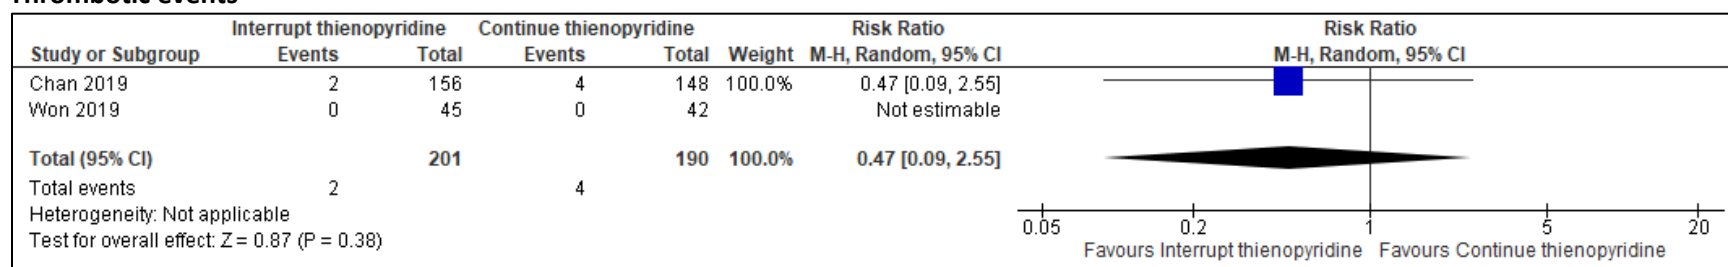 Thrombotic events
Interrupt thienopyridine Continue thienopyridine Risk Ratio Risk Ratio
Study or Subgroup Events Total Events Total Weight M-H, Random, 95% CI M-H, Random, 95% CI
Chan 2019 2 156 4 148 100.0% 0.47 [0.09, 2.55]
Won 2019 0 45 0 42 Not estimable
Total (95% CI) 201 190 100.0% 0.47 [0.09, 2.55]
Total events 2 4
Heterogeneity: Not applicable
Test for overall effect: Z = 0.87 (P = 0.38)
0.05 0.2 1 5 20
Favours Interrupt thienopyridine Favours Continue thienopyridine